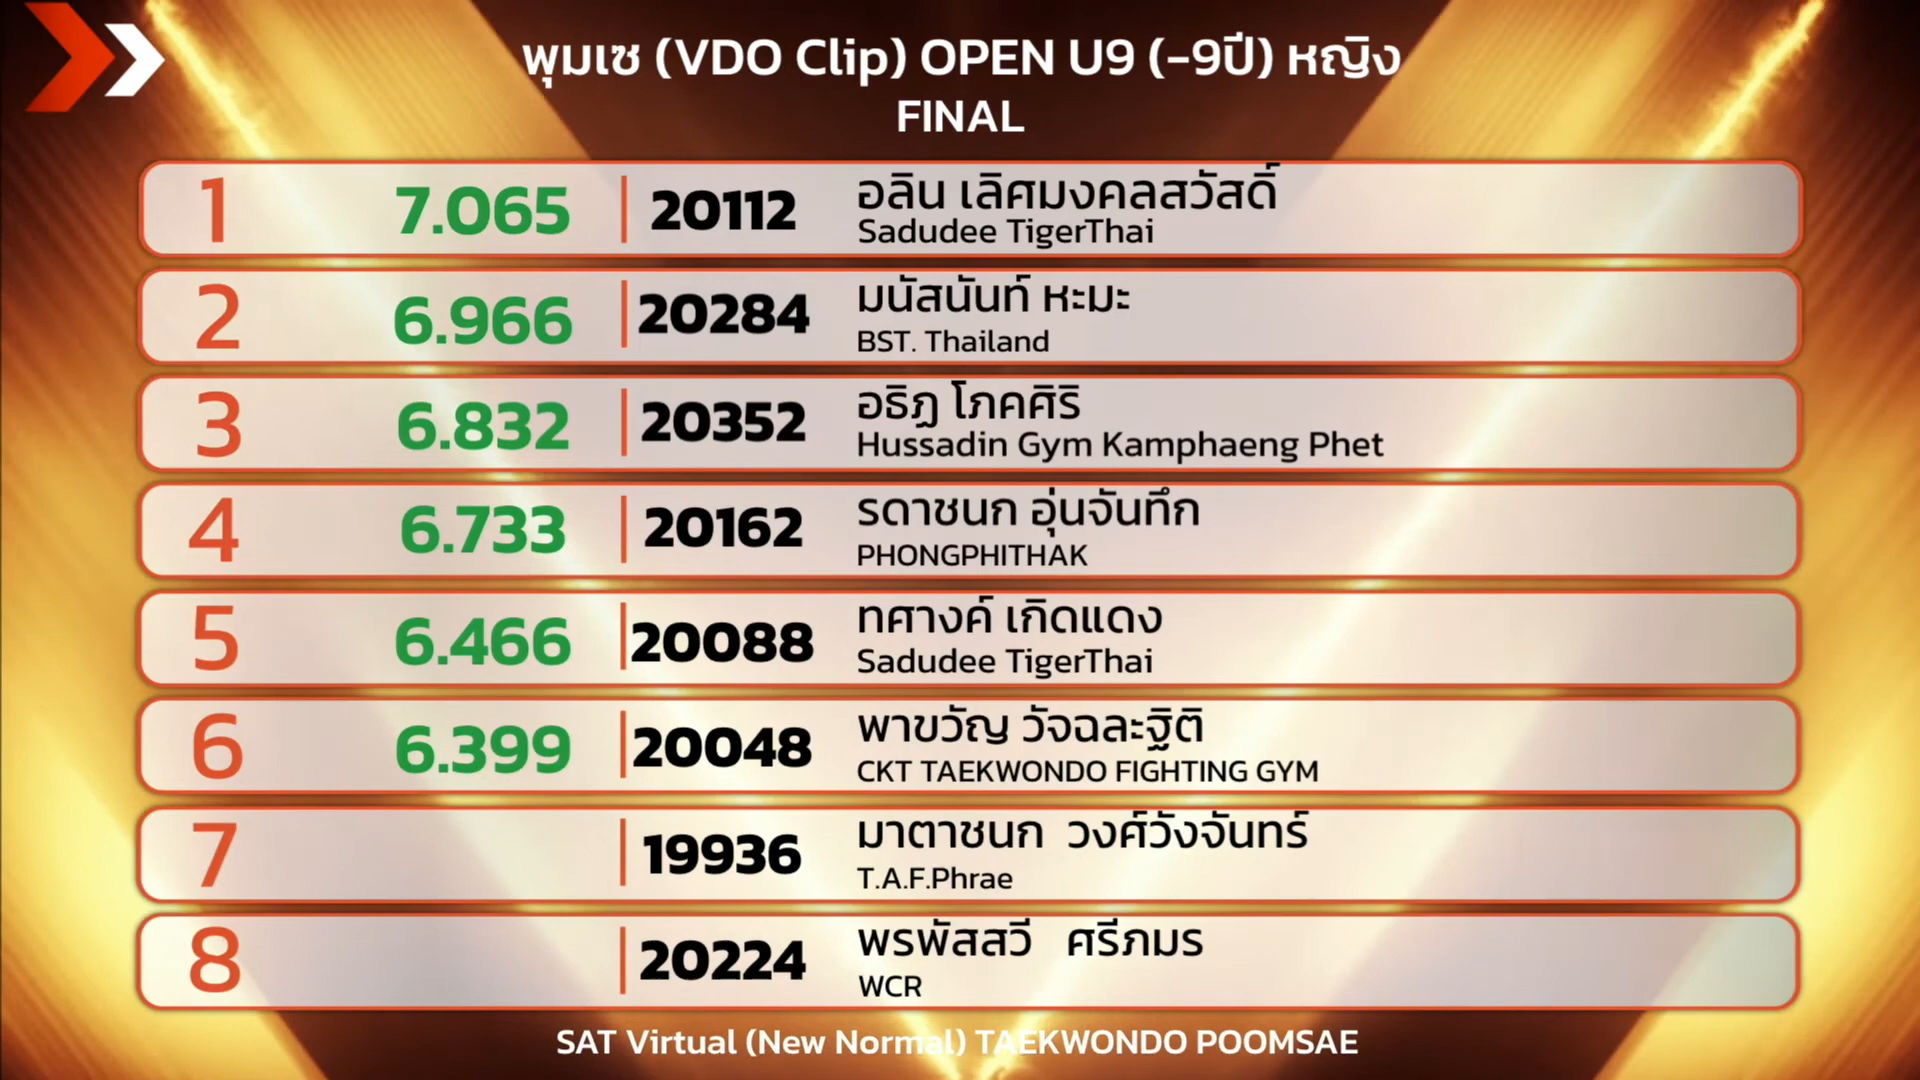 พุมเซ (VDO Clip) OPEN U9 (-9ปี) หญิง
FINAL
1 7.065 20112 อลิน เลิศมงคลสวัสดิ์
Sadudee TigerThai
2 6.966 20284 มนัสนันท์ หะมะ
BST. Thailand
3 6.832 20352 อธิฏ โภคศิริ
Hussadin Gym Kamphaeng Phet
4 6.733 20162 รดาชนก อุ่นจันทึก
PHONGPHITHAK
5 6.466 20088 ทศางค์ เกิดแดง
Sadudee TigerThai
6 6.399 20048 พาขวัญ วัจฉละฐิติ
CKT TAEKWONDO FIGHTING GYM
7 19936 มาตาชนก วงศ์วังจันทร์
T.A.F.Phrae
8 20224 พรพัสสวี ศรีภมร
WCR
SAT Virtual (New Normal) TAEKWONDO POOMSAE